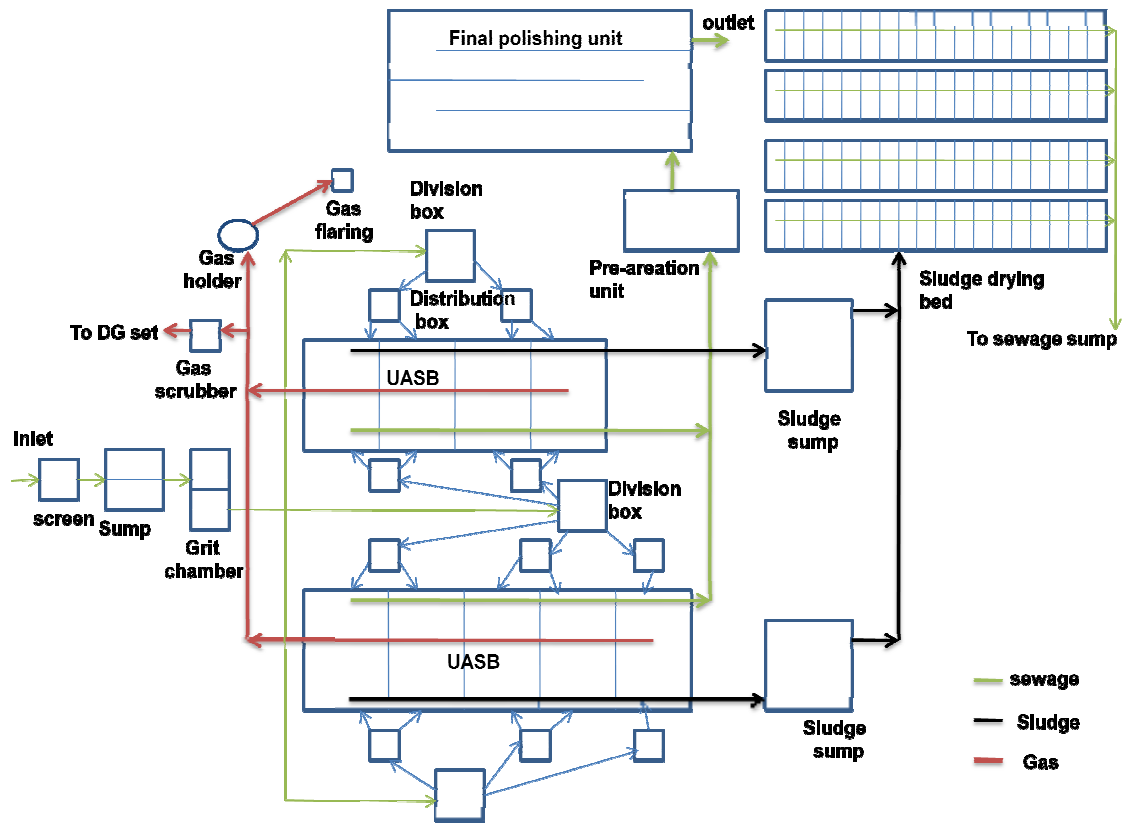 Final polishing unit
outlet
Division
box
Gas
flaring
Gas
holder
Pre-areation
unit
Sludge drying
bed
Distribution
box
To DG set
To sewage sump
Gas
scrubber
UASB
Sludge
sump
Inlet
screen
Sump
Grit
chamber
Division
box
UASB
Sludge
sump
sewage
Sludge
Gas